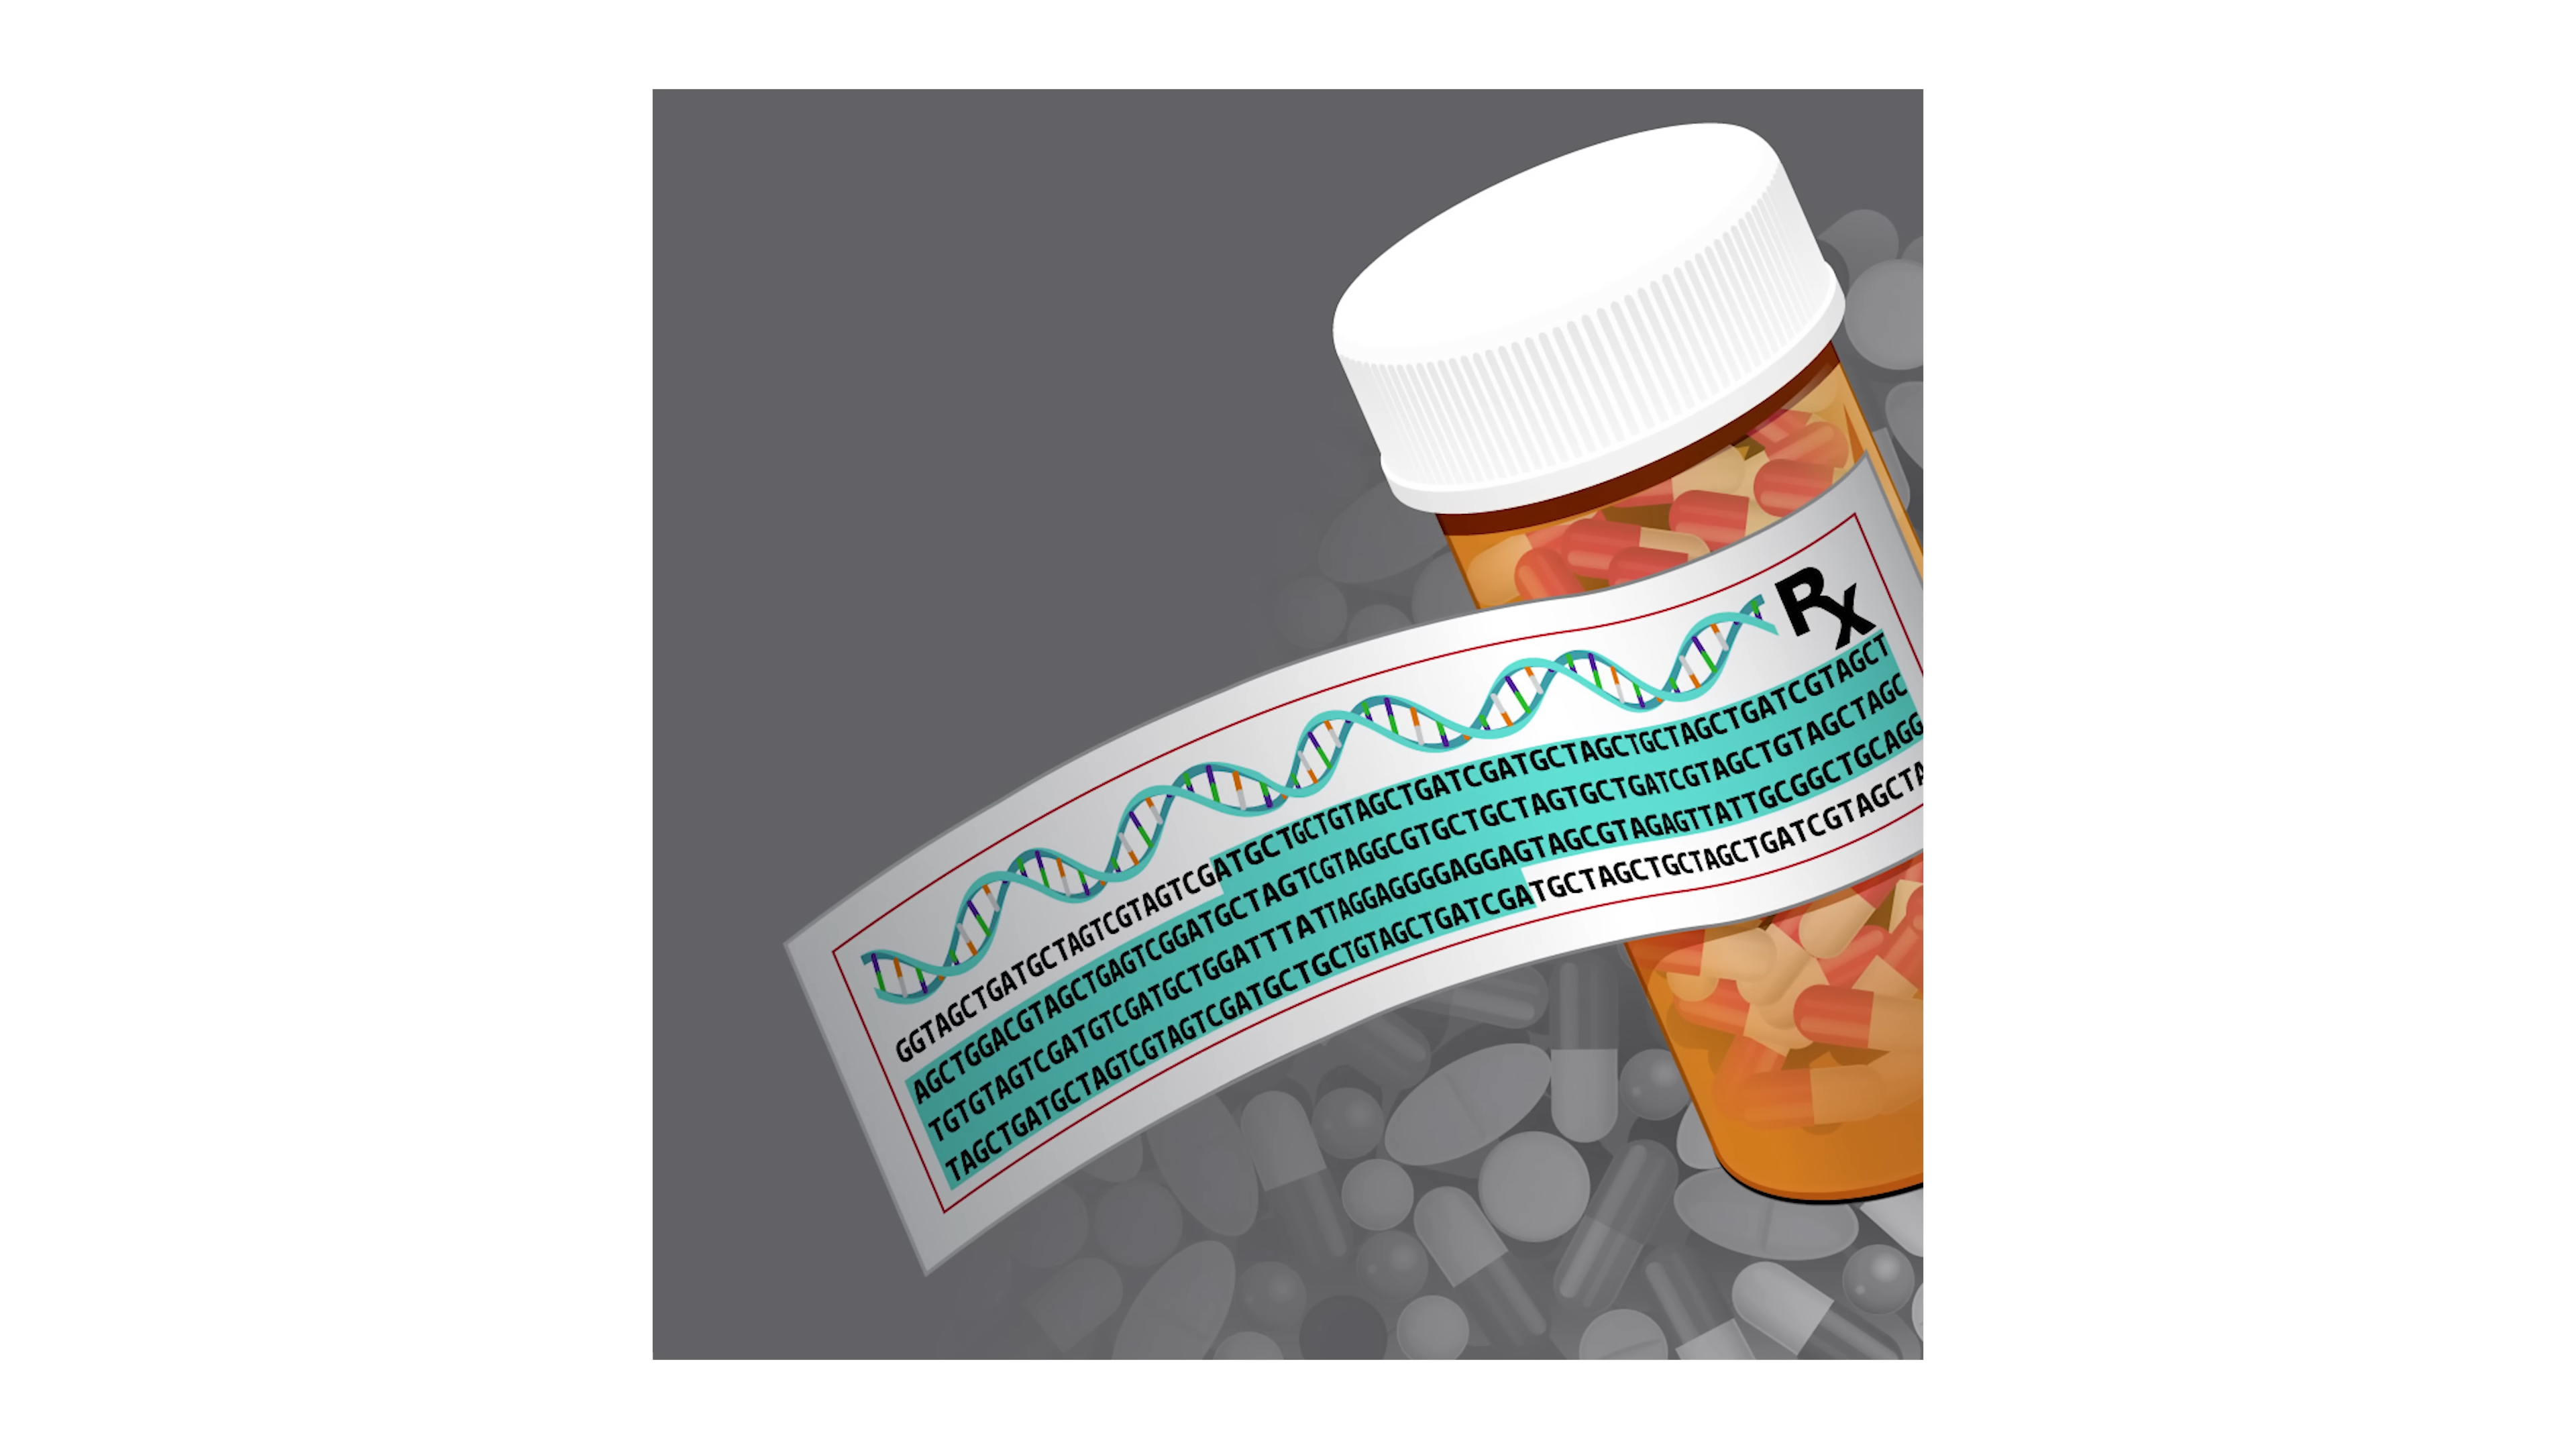 Rx
GGTAGCTGATGCTAGTCGTAGTCGATGCTGCTGTAGCTGATCGATGCTAGCTGCTAGCTGATCGTAGCT
AGCTGGACGTAGCTGAGTCGGATGCTAGTCGTAGGCGTGCTGCTAGTGCTGATCGTAGCTGTAGCTAGC
TGTGTAGTCGATGTCGATGCTGGATTTATTAGGAGGGGAGGAGTAGCGTAGAGTTATTGCGGCTGCAGG
TAGCTGATGCTAGTCGTAGTCGATGCTGCTGTAGCTGATCGATGCTAGCTGCTAGCTGATCGTAGCTA